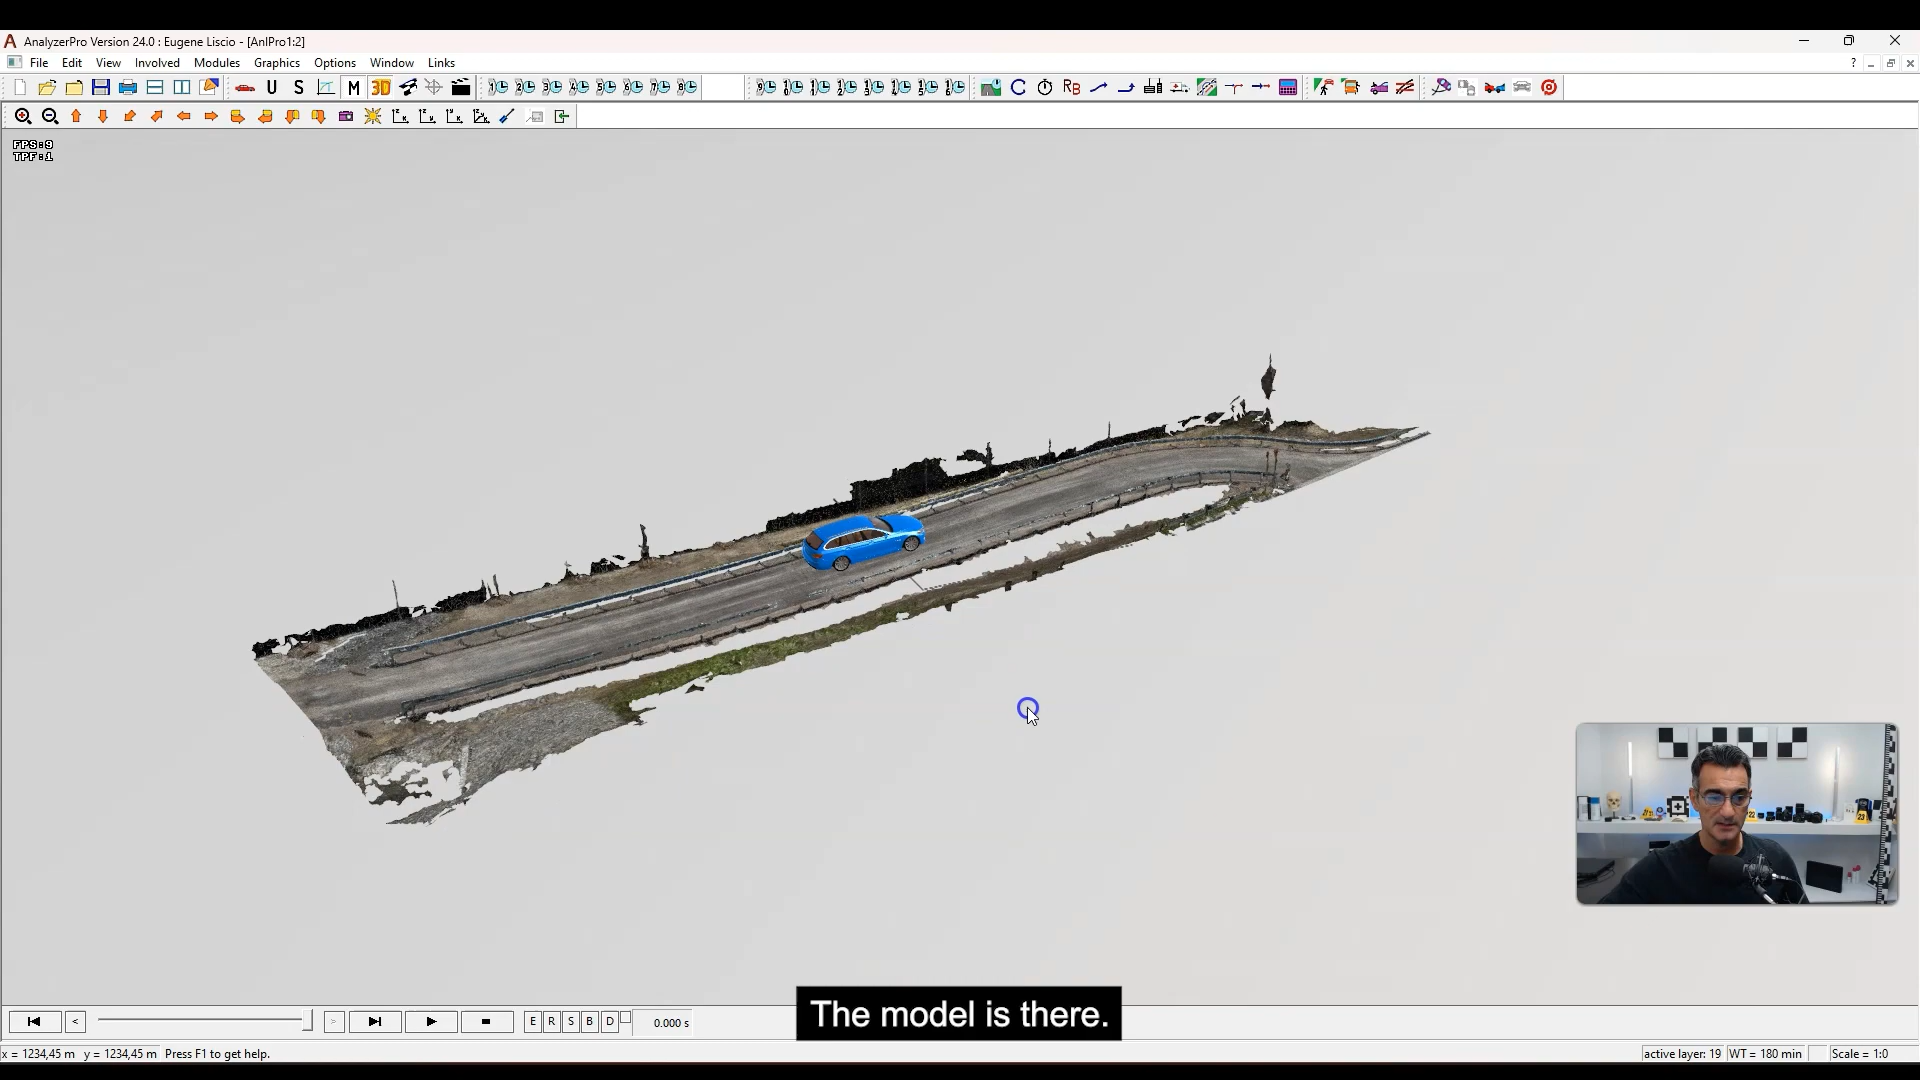 AnalyzerPro Version 24.0 : Eugene Liscio - [AnlPro1:2]
File Edit View Involved Modules Graphics Options Window Links
U S M 3D
RB
FPS:9
TPF:1
The model is there.
E R S B D 0.000 s
x = 1234,45 m y = 1234,45 m Press F1 to get help.
active layer: 19 WT = 180 min Scale = 1:0